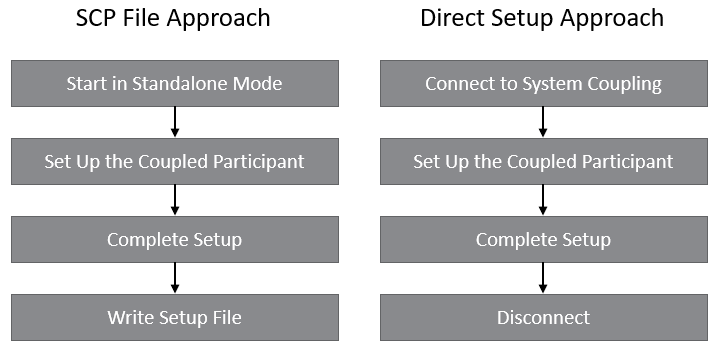 SCP File Approach
Start in Standalone Mode
Set Up the Coupled Participant
Complete Setup
Write Setup File
Direct Setup Approach
Connect to System Coupling
Set Up the Coupled Participant
Complete Setup
Disconnect